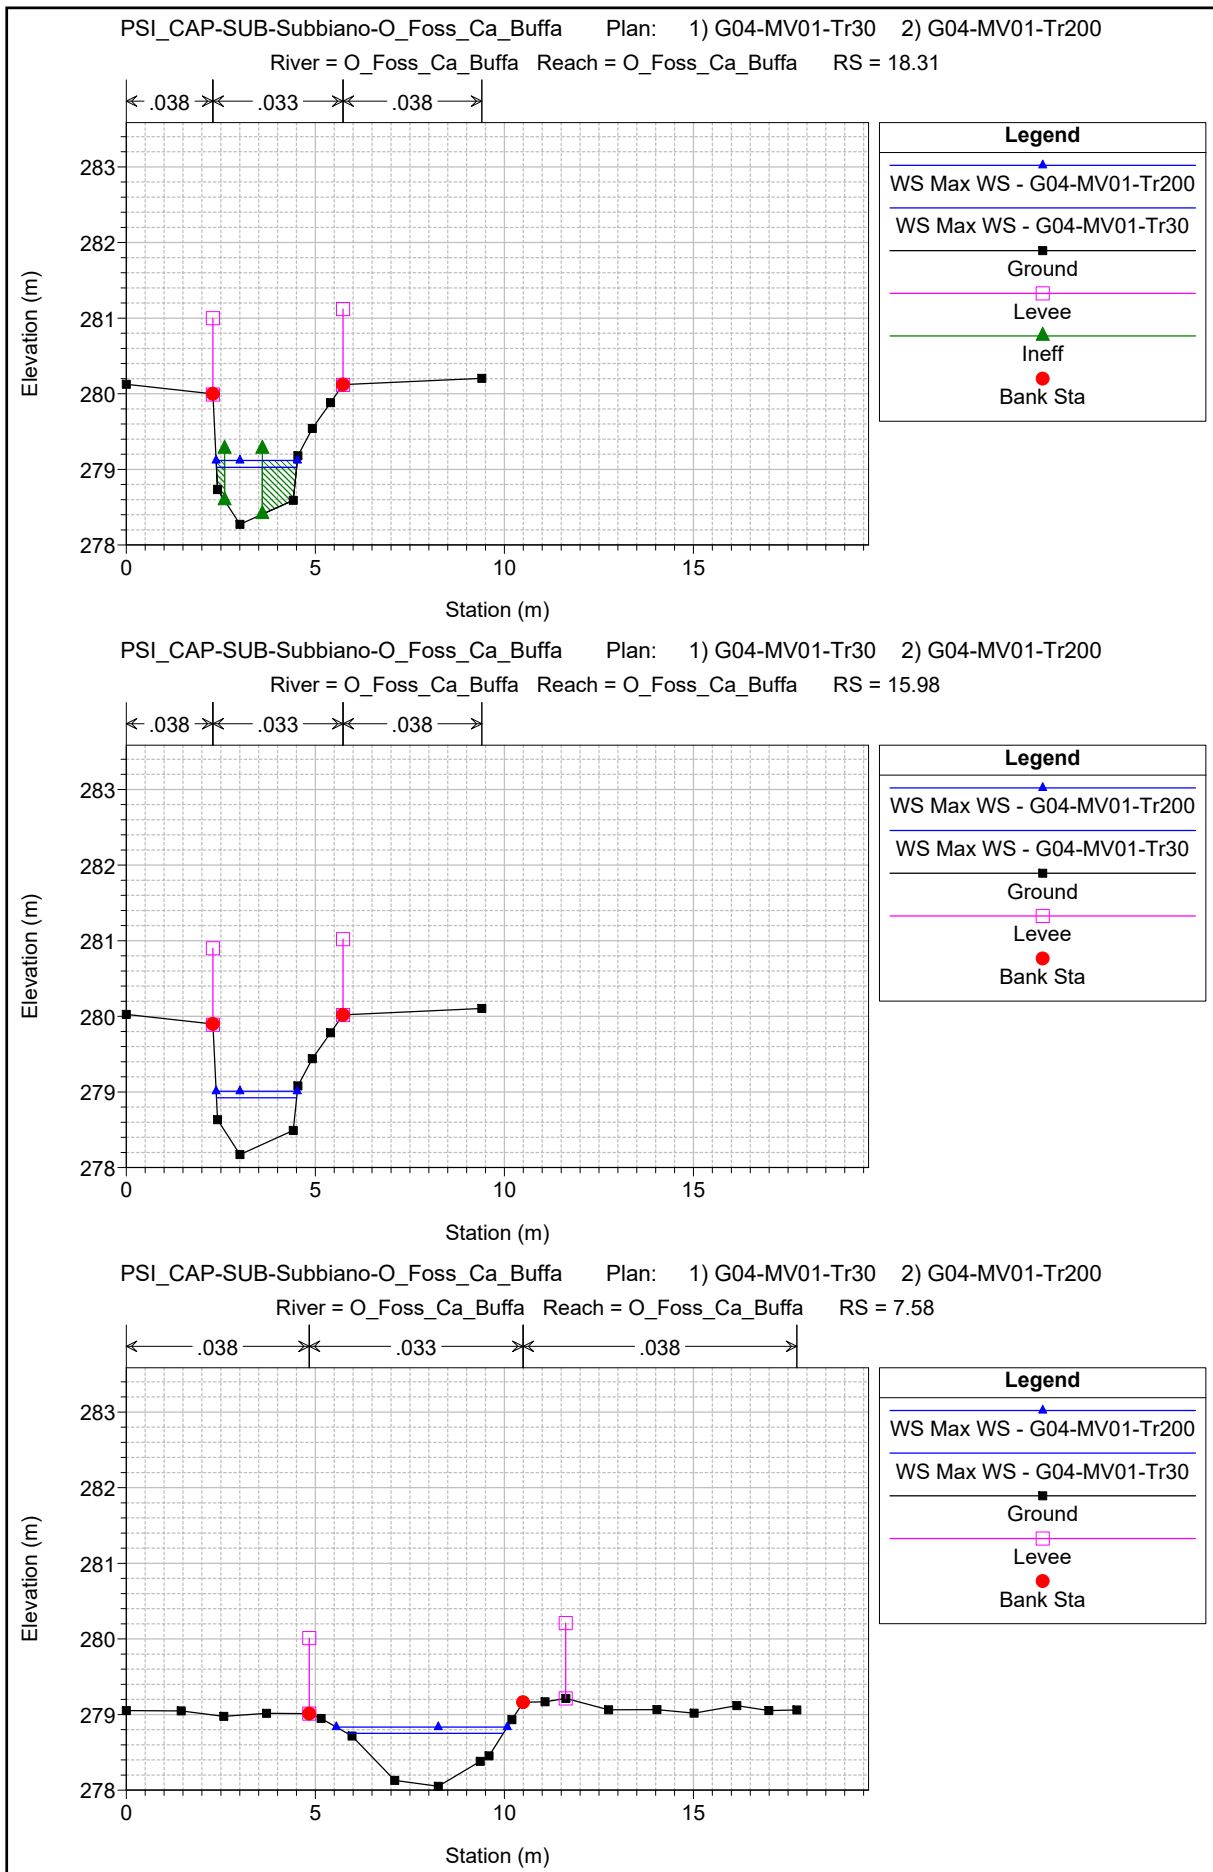 PSI_CAP-SUB-Subbiano-O_Foss_Ca_Buffa Plan: 1) G04-MV01-Tr30 2) G04-MV01-Tr200
River = O_Foss_Ca_Buffa Reach = O_Foss_Ca_Buffa RS = 18.31
.038 .033 .038
Elevation (m)
283
282
281
280
279
278
0 5 10 15
Station (m)
Legend
WS Max WS - G04-MV01-Tr200
WS Max WS - G04-MV01-Tr30
Ground
Levee
Ineff
Bank Sta
PSI_CAP-SUB-Subbiano-O_Foss_Ca_Buffa Plan: 1) G04-MV01-Tr30 2) G04-MV01-Tr200
River = O_Foss_Ca_Buffa Reach = O_Foss_Ca_Buffa RS = 15.98
.038 .033 .038
Elevation (m)
283
282
281
280
279
278
0 5 10 15
Station (m)
Legend
WS Max WS - G04-MV01-Tr200
WS Max WS - G04-MV01-Tr30
Ground
Levee
Bank Sta
PSI_CAP-SUB-Subbiano-O_Foss_Ca_Buffa Plan: 1) G04-MV01-Tr30 2) G04-MV01-Tr200
River = O_Foss_Ca_Buffa Reach = O_Foss_Ca_Buffa RS = 7.58
.038 .033 .038
Elevation (m)
283
282
281
280
279
278
0 5 10 15
Station (m)
Legend
WS Max WS - G04-MV01-Tr200
WS Max WS - G04-MV01-Tr30
Ground
Levee
Bank Sta